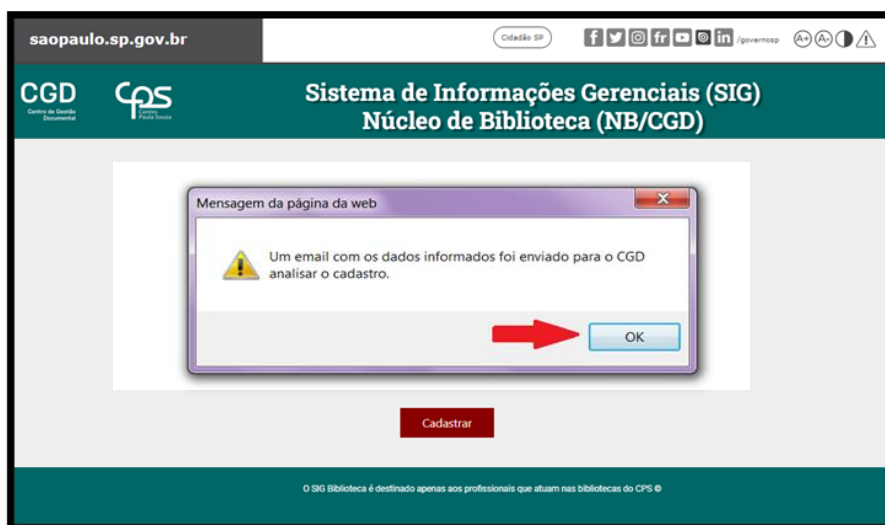 saopaulo.sp.gov.br
Cidadão SP
/governosp
A+ A-
CGD
Centro de Gestão
Documental
CPS
Centro
Paula Souza
Sistema de Informações Gerenciais (SIG)
Núcleo de Biblioteca (NB/CGD)
Mensagem da página da web
Um email com os dados informados foi enviado para o CGD
analisar o cadastro.
OK
Cadastrar
O SIG Biblioteca é destinado apenas aos profissionais que atuam nas bibliotecas do CPS ©